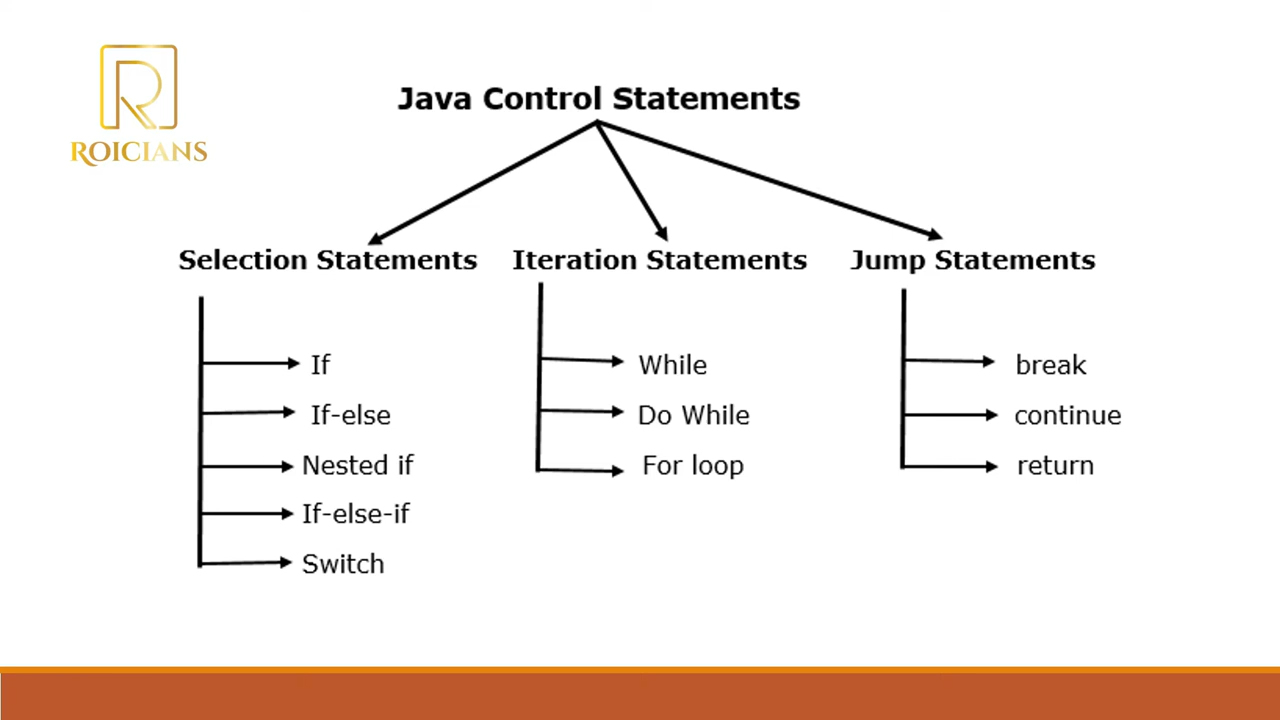 ROICIANS
Java Control Statements
Selection Statements
If
If-else
Nested if
If-else-if
Switch
Iteration Statements
While
Do While
For loop
Jump Statements
break
continue
return